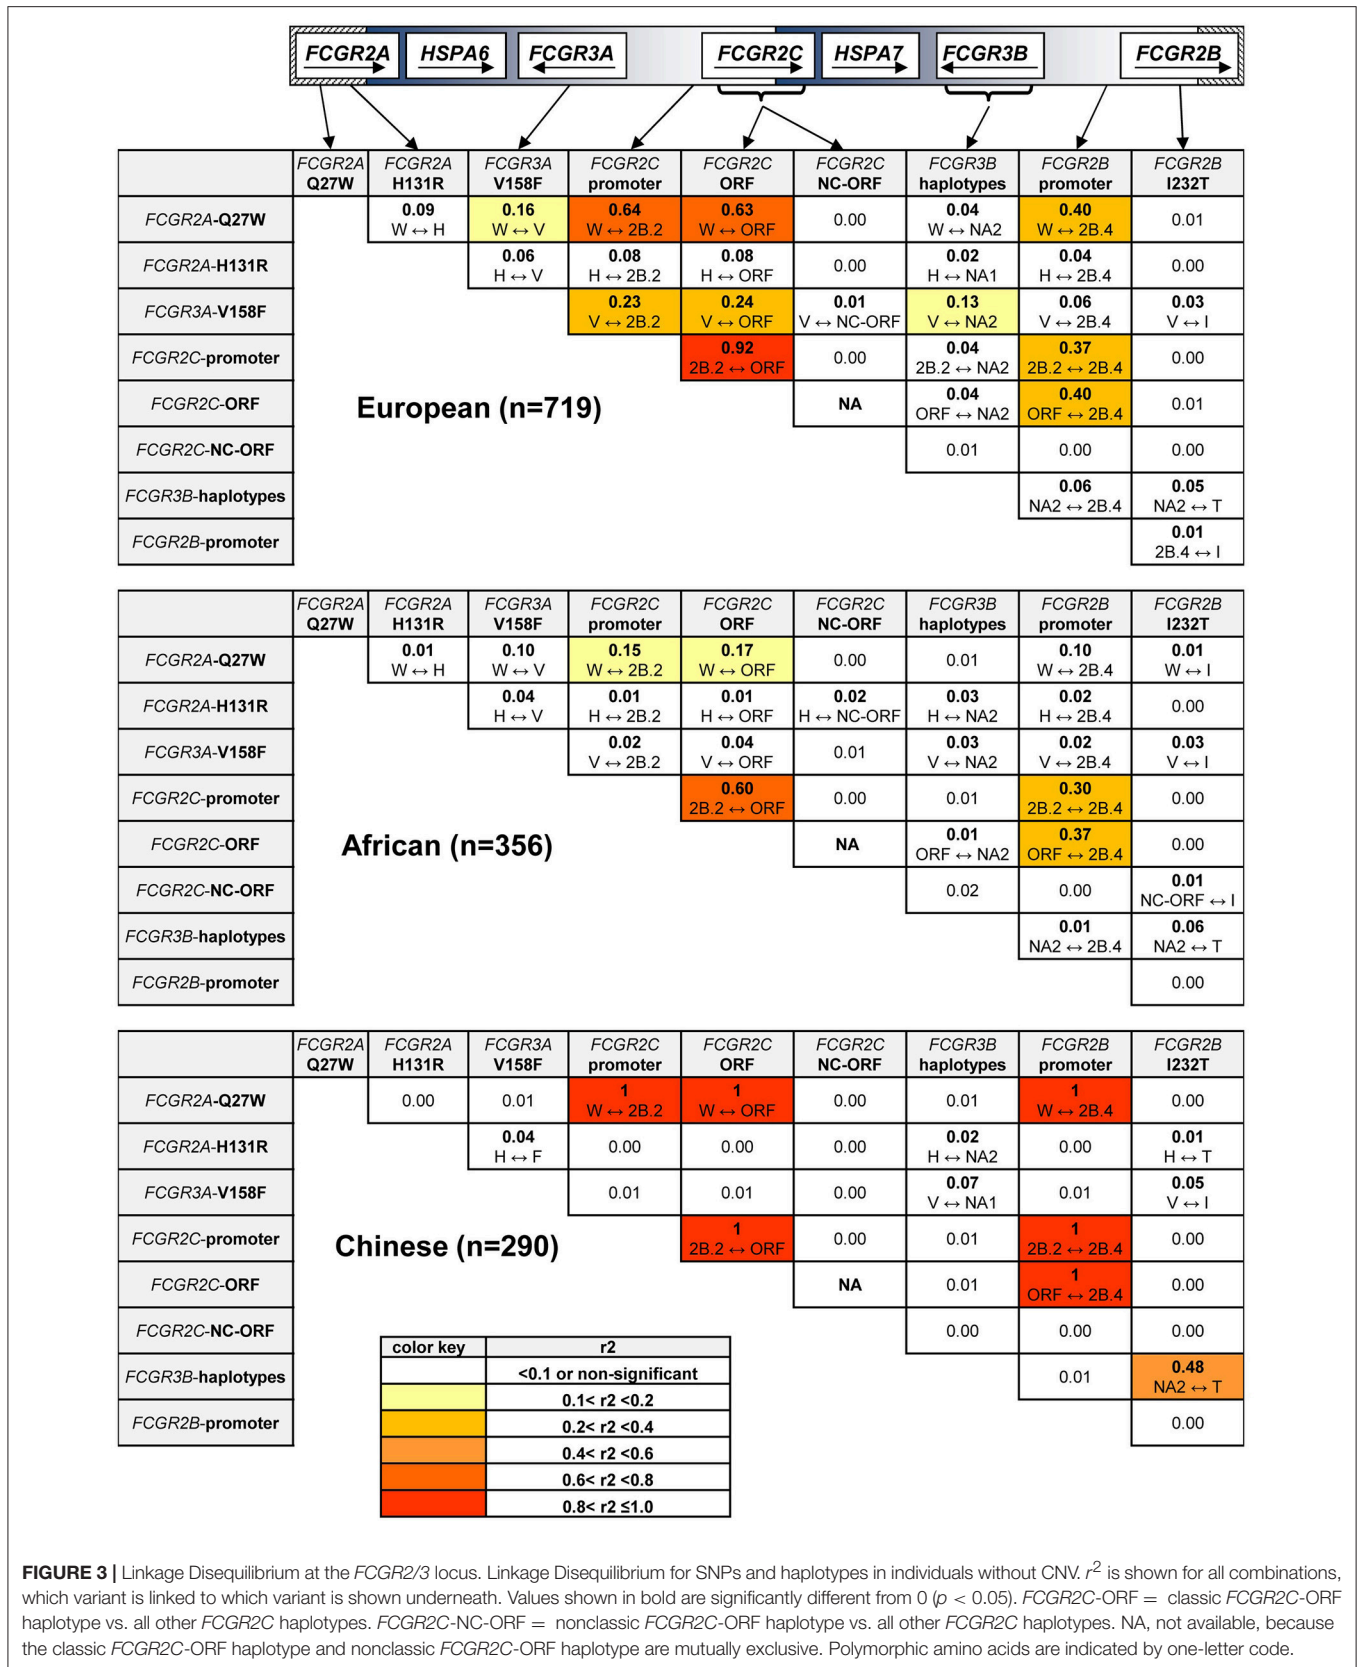 FCGR2A HSPA6 FCGR3A FCGR2C HSPA7 FCGR3B FCGR2B
FCGR2A FCGR2A FCGR3A FCGR2C FCGR2C FCGR2C FCGR3B FCGR2B FCGR2B
Q27W H131R V158F promoter ORF NC-ORF haplotypes promoter I232T
FCGR2A-Q27W 0.09 0.16 0.64 0.63 0.00 0.04 0.40 0.01
W ↔ H W ↔ V W ↔ 2B.2 W ↔ ORF W ↔ NA2 W ↔ 2B.4
FCGR2A-H131R 0.06 0.08 0.08 0.00 0.02 0.04 0.00
H ↔ V H ↔ 2B.2 H ↔ ORF H ↔ NA1 H ↔ 2B.4
FCGR3A-V158F 0.23 0.24 0.01 0.13 0.06 0.03
V ↔ 2B.2 V ↔ ORF V ↔ NC-ORF V ↔ NA2 V ↔ 2B.4 V ↔ I
FCGR2C-promoter 0.92 0.00 0.04 0.37 0.00
2B.2 ↔ ORF 2B.2 ↔ NA2 2B.2 ↔ 2B.4
FCGR2C-ORF European (n=719) NA 0.04 0.40 0.01
ORF ↔ NA2 ORF ↔ 2B.4
FCGR2C-NC-ORF 0.01 0.00 0.00
FCGR3B-haplotypes 0.06 0.05
NA2 ↔ 2B.4 NA2 ↔ T
FCGR2B-promoter 0.01
2B.4 ↔ I
FCGR2A FCGR2A FCGR3A FCGR2C FCGR2C FCGR2C FCGR3B FCGR2B FCGR2B
Q27W H131R V158F promoter ORF NC-ORF haplotypes promoter I232T
FCGR2A-Q27W 0.01 0.10 0.15 0.17 0.00 0.01 0.10 0.01
W ↔ H W ↔ V W ↔ 2B.2 W ↔ ORF W ↔ 2B.4 W ↔ I
FCGR2A-H131R 0.04 0.01 0.01 0.02 0.03 0.02 0.00
H ↔ V H ↔ 2B.2 H ↔ ORF H ↔ NC-ORF H ↔ NA2 H ↔ 2B.4
FCGR3A-V158F 0.02 0.04 0.01 0.03 0.02 0.03
V ↔ 2B.2 V ↔ ORF V ↔ NA2 V ↔ 2B.4 V ↔ I
FCGR2C-promoter 0.60 0.00 0.01 0.30 0.00
2B.2 ↔ ORF 2B.2 ↔ 2B.4
FCGR2C-ORF African (n=356) NA 0.01 0.37 0.00
ORF ↔ NA2 ORF ↔ 2B.4
FCGR2C-NC-ORF 0.02 0.00 0.01
NC-ORF ↔ I
FCGR3B-haplotypes 0.01 0.06
NA2 ↔ 2B.4 NA2 ↔ T
FCGR2B-promoter 0.00
FCGR2A FCGR2A FCGR3A FCGR2C FCGR2C FCGR2C FCGR3B FCGR2B FCGR2B
Q27W H131R V158F promoter ORF NC-ORF haplotypes promoter I232T
FCGR2A-Q27W 0.00 0.01 1 1 0.00 0.01 1 0.00
W ↔ 2B.2 W ↔ ORF W ↔ 2B.4
FCGR2A-H131R 0.04 0.00 0.00 0.00 0.02 0.00 0.01
H ↔ F H ↔ NA2 H ↔ T
FCGR3A-V158F 0.01 0.01 0.00 0.07 0.01 0.05
V ↔ NA1 V ↔ I
FCGR2C-promoter Chinese (n=290) 1 0.00 0.01 1 0.00
2B.2 ↔ ORF 2B.2 ↔ 2B.4
FCGR2C-ORF NA 0.01 1 0.00
ORF ↔ 2B.4
FCGR2C-NC-ORF 0.00 0.00 0.00
FCGR3B-haplotypes 0.01 0.48
NA2 ↔ T
FCGR2B-promoter 0.00
color key r2
<0.1 or non-significant
0.1< r2 <0.2
0.2< r2 <0.4
0.4< r2 <0.6
0.6< r2 <0.8
0.8< r2 ≤1.0
FIGURE 3 | Linkage Disequilibrium at the FCGR2/3 locus. Linkage Disequilibrium for SNPs and haplotypes in individuals without CNV. r² is shown for all combinations,
which variant is linked to which variant is shown underneath. Values shown in bold are significantly different from 0 (p < 0.05). FCGR2C-ORF = classic FCGR2C-ORF
haplotype vs. all other FCGR2C haplotypes. FCGR2C-NC-ORF = nonclassic FCGR2C-ORF haplotype vs. all other FCGR2C haplotypes. NA, not available, because
the classic FCGR2C-ORF haplotype and nonclassic FCGR2C-ORF haplotype are mutually exclusive. Polymorphic amino acids are indicated by one-letter code.